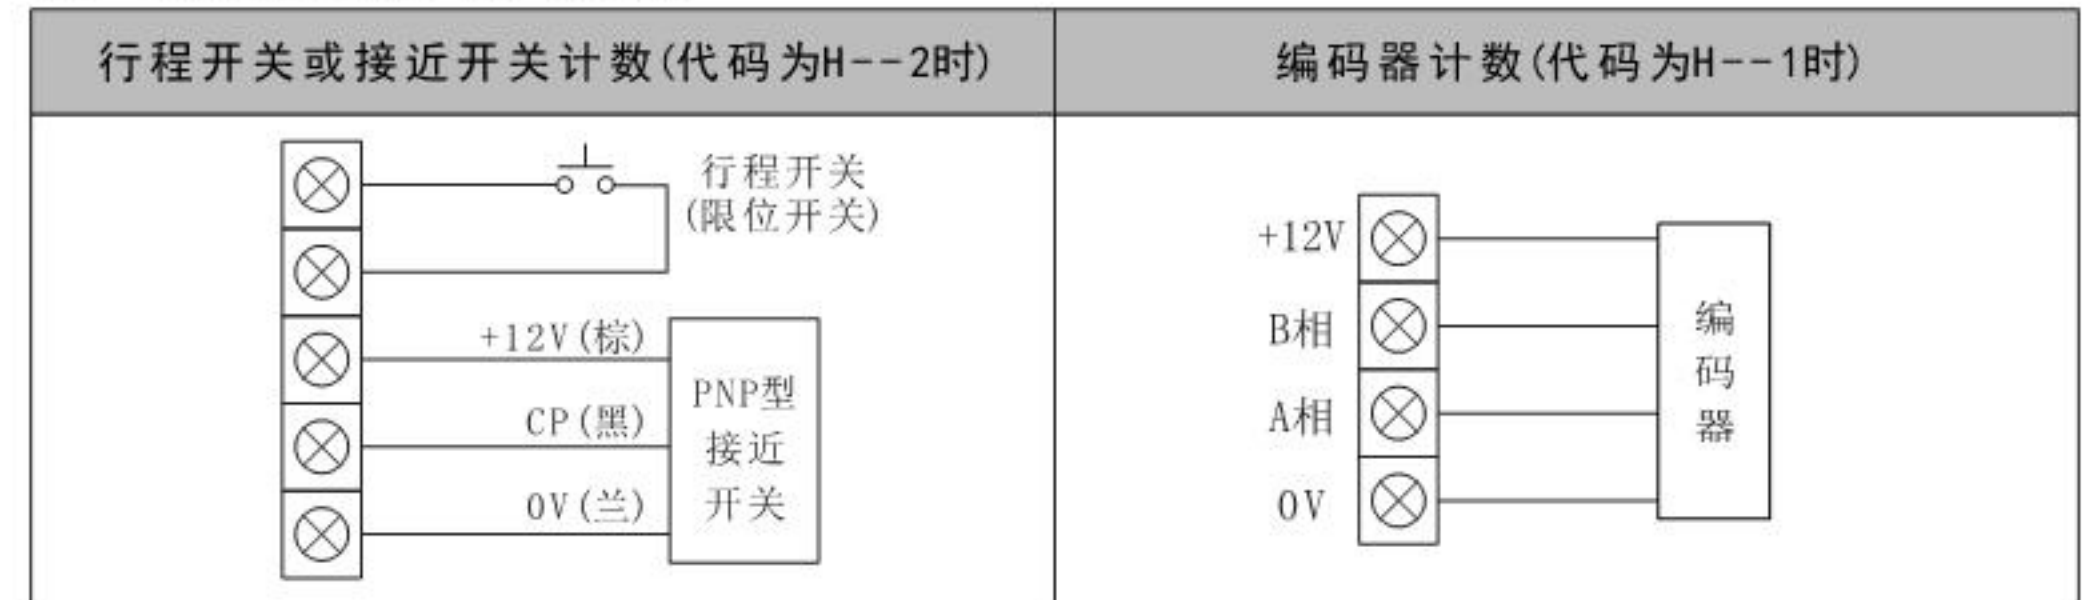 行程开关或接近开关计数(代码为H--2时)
编码器计数(代码为H--1时)
行程开关
(限位开关)
+12V(棕)
CP(黑)
0V(兰)
PNP型
接近
开关
+12V
B相
A相
0V
编
码
器